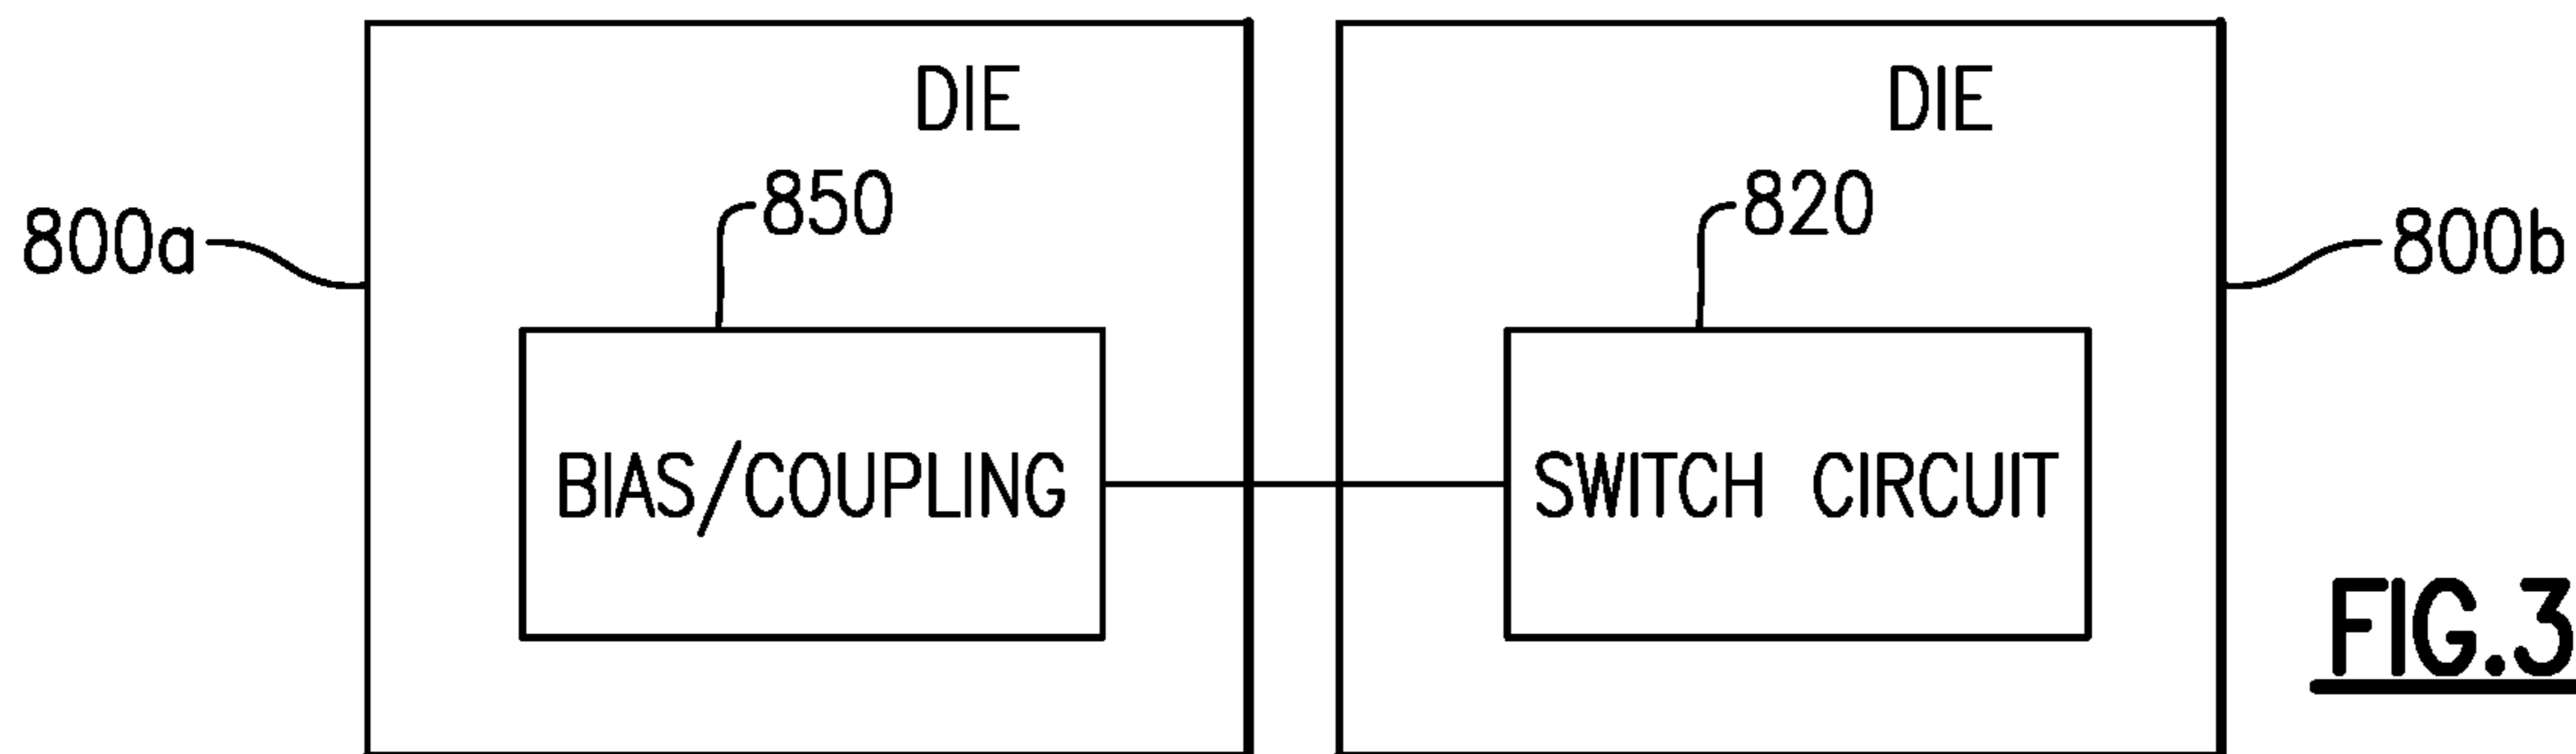 DIE
DIE
850
820
800a
800b
BIAS/COUPLING
SWITCH CIRCUIT
FIG.3